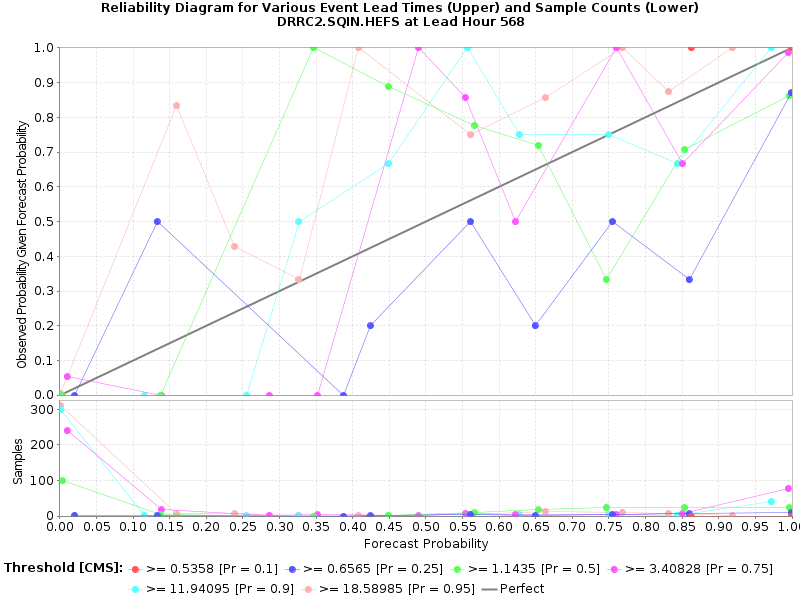 Reliability Diagram for Various Event Lead Times (Upper) and Sample Counts (Lower)
DRRC2.SQIN.HEFS at Lead Hour 568
Observed Probability Given Forecast Probability
1.0
0.9
0.8
0.7
0.6
0.5
0.4
0.3
0.2
0.1
0.0
Samples
300
200
100
0
0.00 0.05 0.10 0.15 0.20 0.25 0.30 0.35 0.40 0.45 0.50 0.55 0.60 0.65 0.70 0.75 0.80 0.85 0.90 0.95 1.0
Forecast Probability
Threshold [CMS]: >= 0.5358 [Pr = 0.1] >= 0.6565 [Pr = 0.25] >= 1.1435 [Pr = 0.5] >= 3.40828 [Pr = 0.75]
>= 11.94095 [Pr = 0.9] >= 18.58985 [Pr = 0.95] Perfect